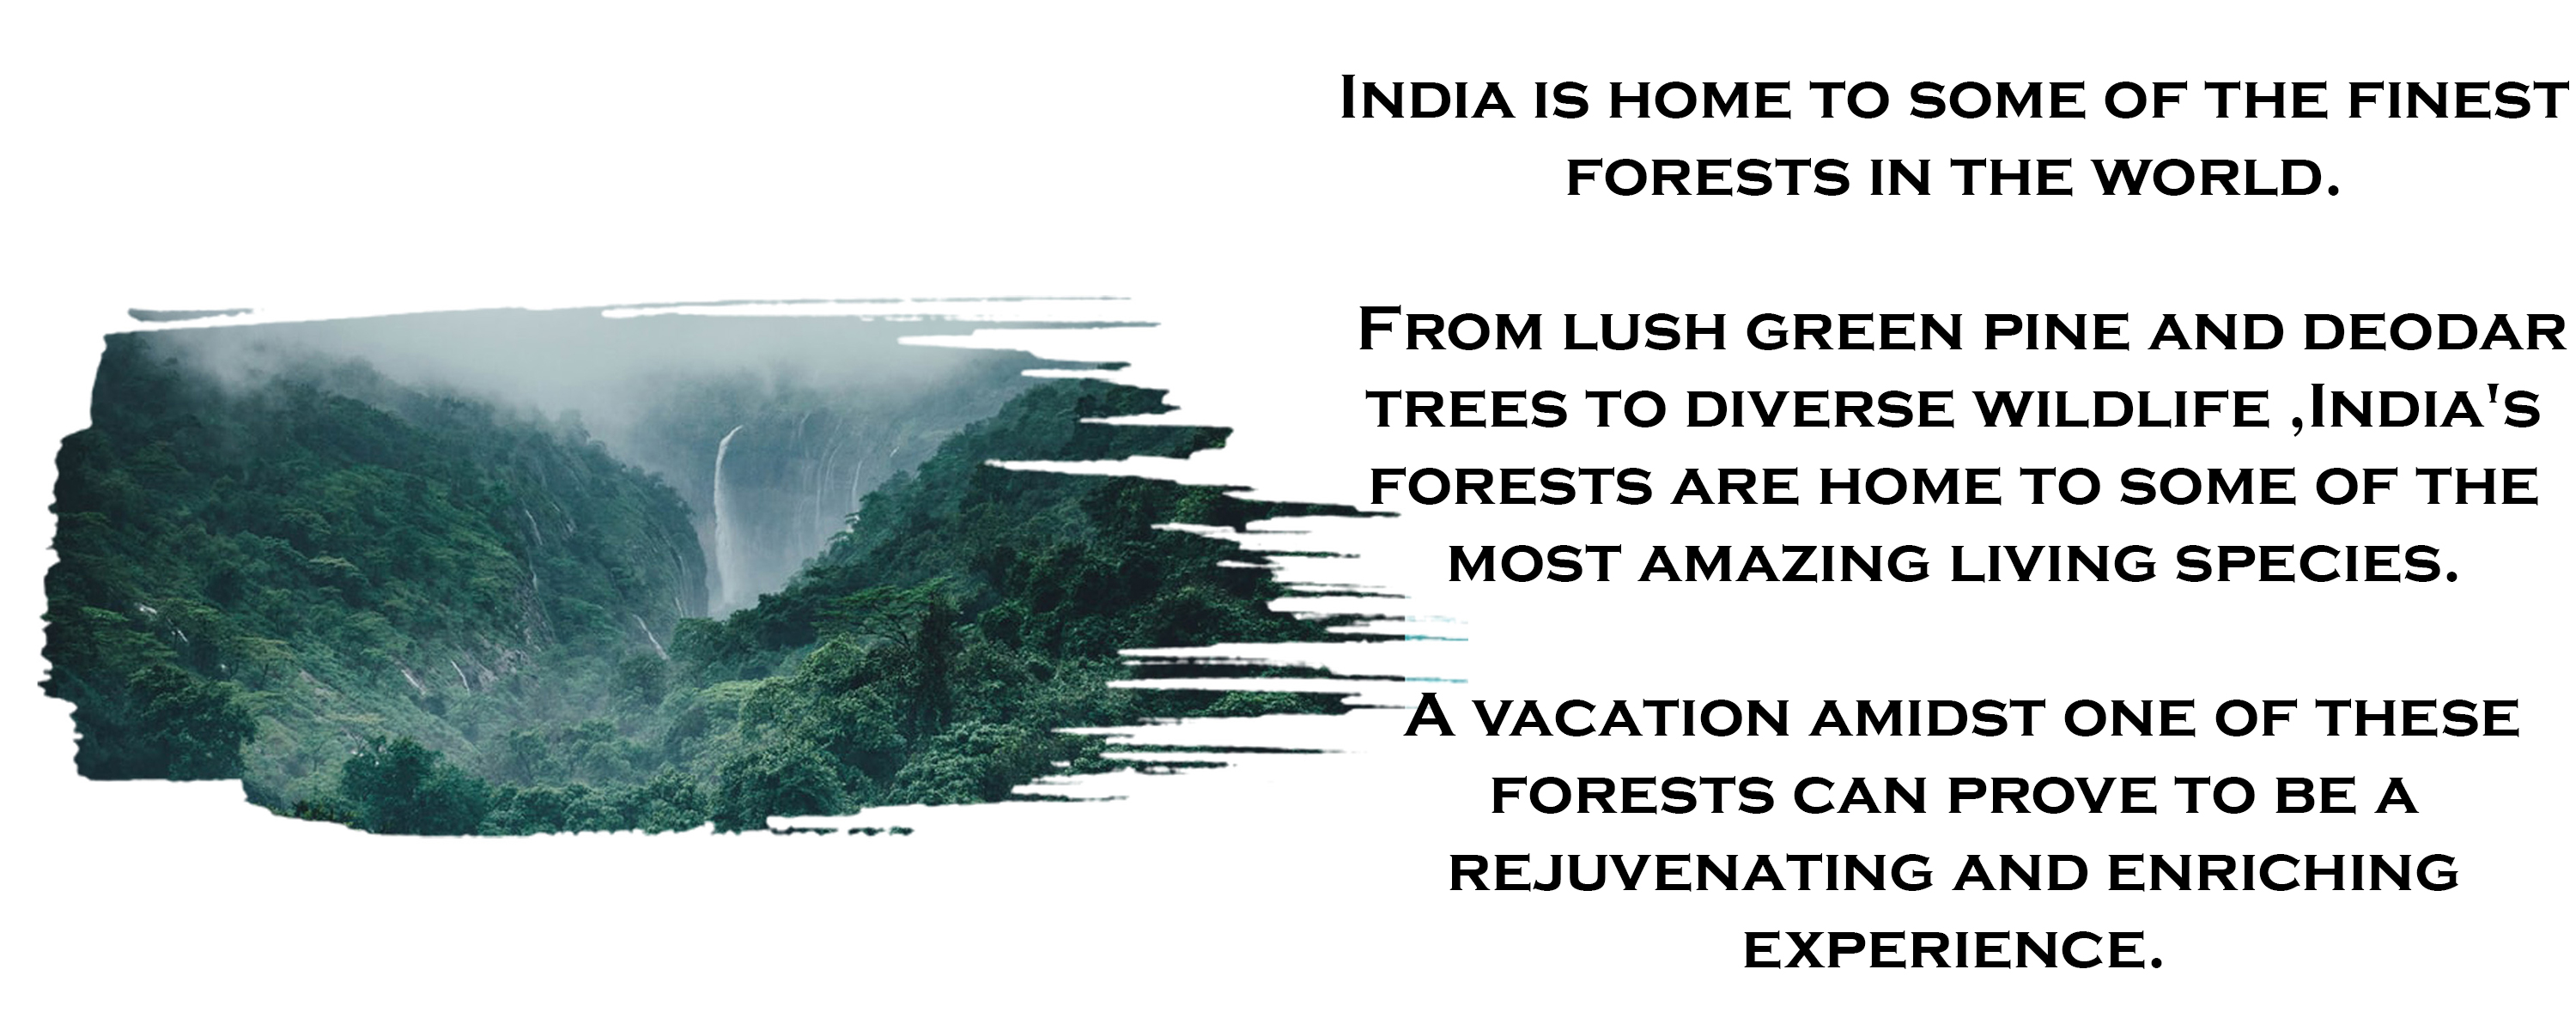 India is home to some of the finest
forests in the world.
From lush green pine and deodar
trees to diverse wildlife ,India's
forests are home to some of the
most amazing living species.
A vacation amidst one of these
forests can prove to be a
rejuvenating and enriching
experience.